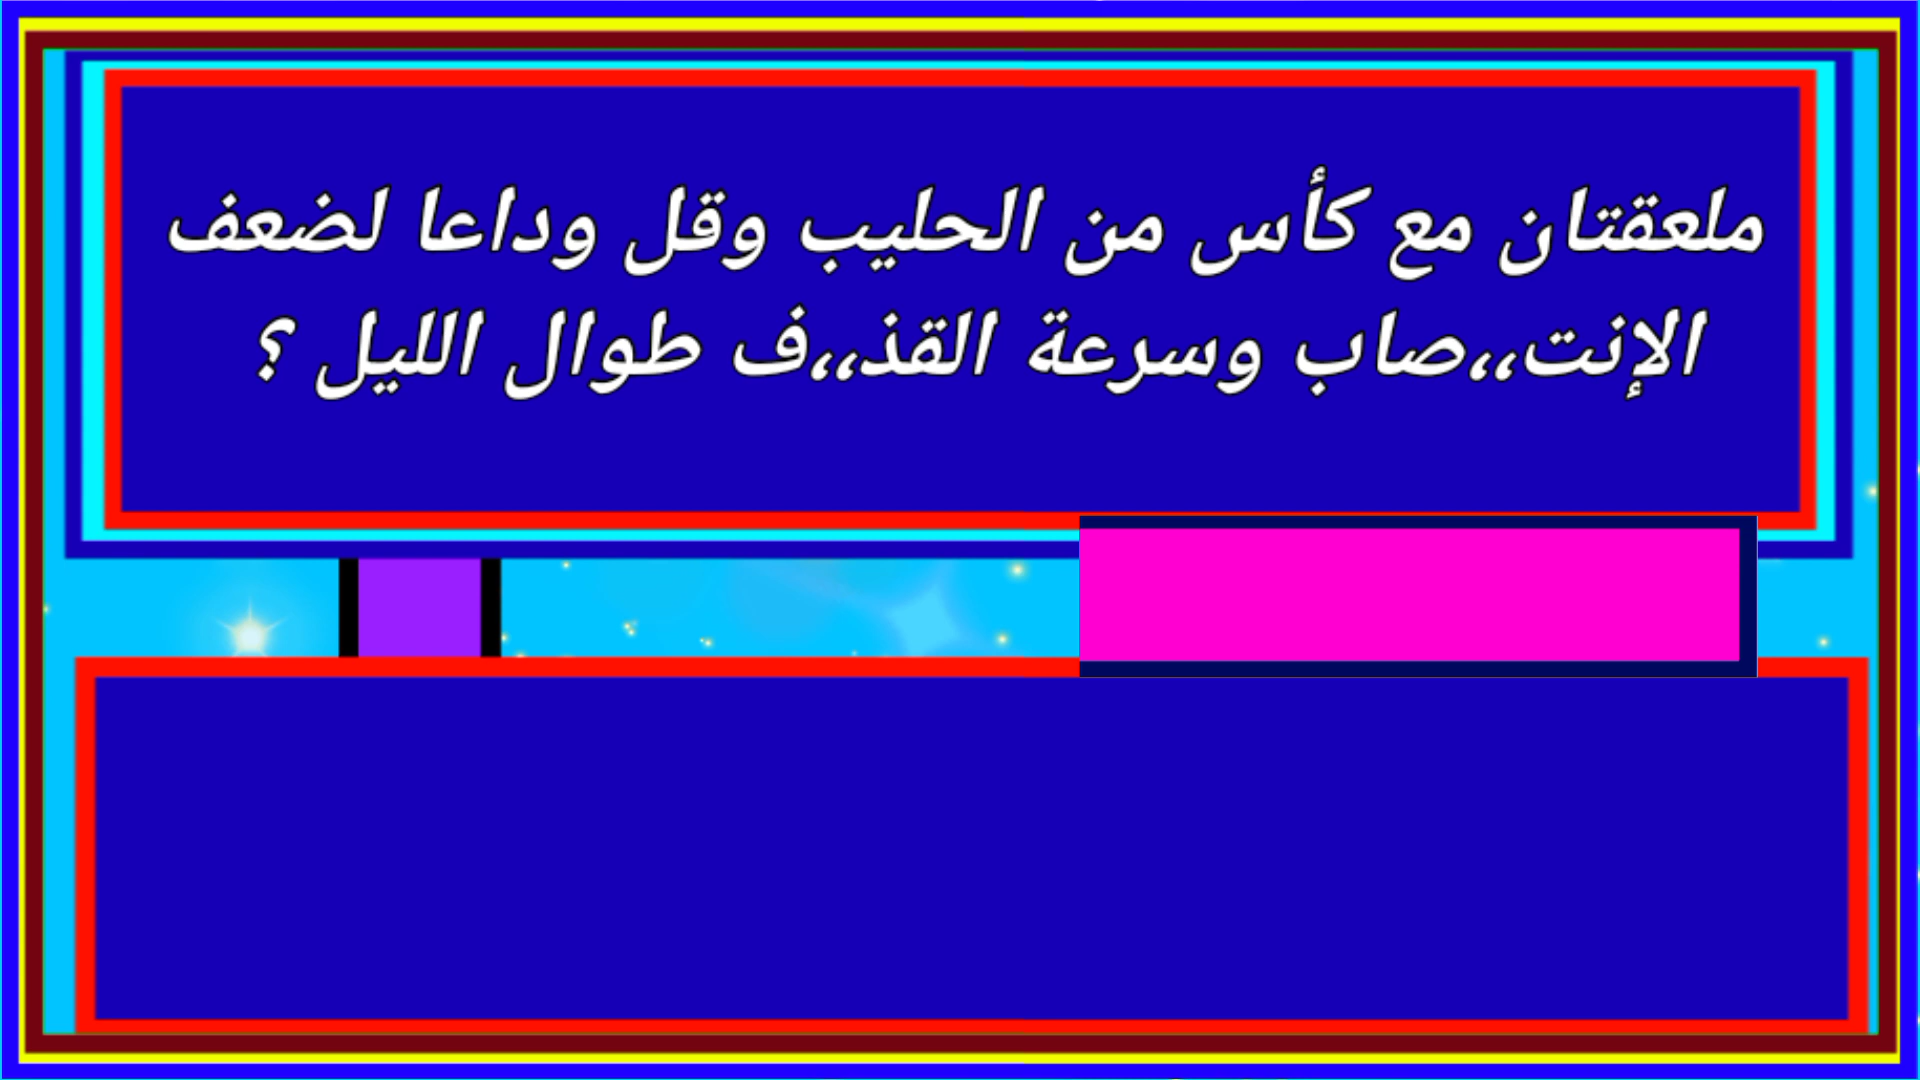 ملعقتان مع كأس من الحليب وقل وداعا لضعف
الإنت،،صاب وسرعة القذ،،ف طوال الليل ؟